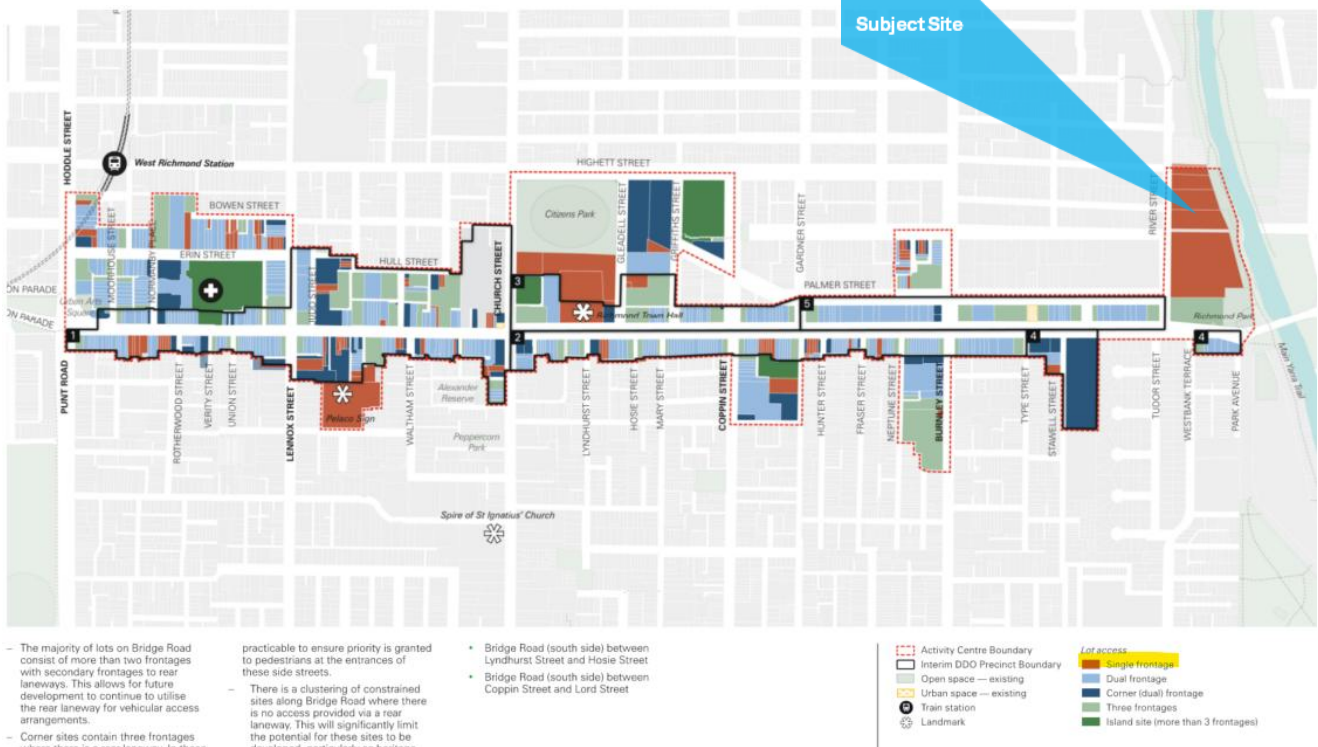 Subject Site
HODDLE STREET
West Richmond Station
HIGHETT STREET
RIVER STREET
BOWEN STREET
MOORHOUSE STREET
NORMANBY PLACE
Citizens Park
GLEADELL STREET
GRIFFITHS STREET
GARDNER STREET
ERIN STREET
HULL STREET
CHURCH STREET
PALMER STREET
ON PARADE
ON PARADE
Urban Arts
Square
3
5
Richmond Town Hall
Richmond Park
1
2
4
4
PUNT ROAD
ROTHERWOOD STREET
VERITY STREET
UNION STREET
LENNOX STREET
Pelaco Sign
WALTHAM STREET
Alexander
Reserve
Peppercorn
Park
LYNDHURST STREET
HOSIE STREET
MARY STREET
COPPIN STREET
HUNTER STREET
FRASER STREET
NEPTUNE STREET
BURNLEY STREET
TYPE STREET
STAWELL STREET
TUDOR STREET
WESTBANK TERRACE
PARK AVENUE
Main Yarra Trail
Spire of St Ignatius' Church
– The majority of lots on Bridge Road
consist of more than two frontages
with secondary frontages to rear
laneways. This allows for future
development to continue to utilise
the rear laneway for vehicular access
arrangements.
– Corner sites contain three frontages
practicable to ensure priority is granted
to pedestrians at the entrances of
these side streets.
– There is a clustering of constrained
sites along Bridge Road where there
is no access provided via a rear
laneway. This will significantly limit
the potential for these sites to be
• Bridge Road (south side) between
Lyndhurst Street and Hosie Street
• Bridge Road (south side) between
Coppin Street and Lord Street
Activity Centre Boundary
Interim DDO Precinct Boundary
Open space — existing
Urban space — existing
Train station
Landmark
Lot access
Single frontage
Dual frontage
Corner (dual) frontage
Three frontages
Island site (more than 3 frontages)